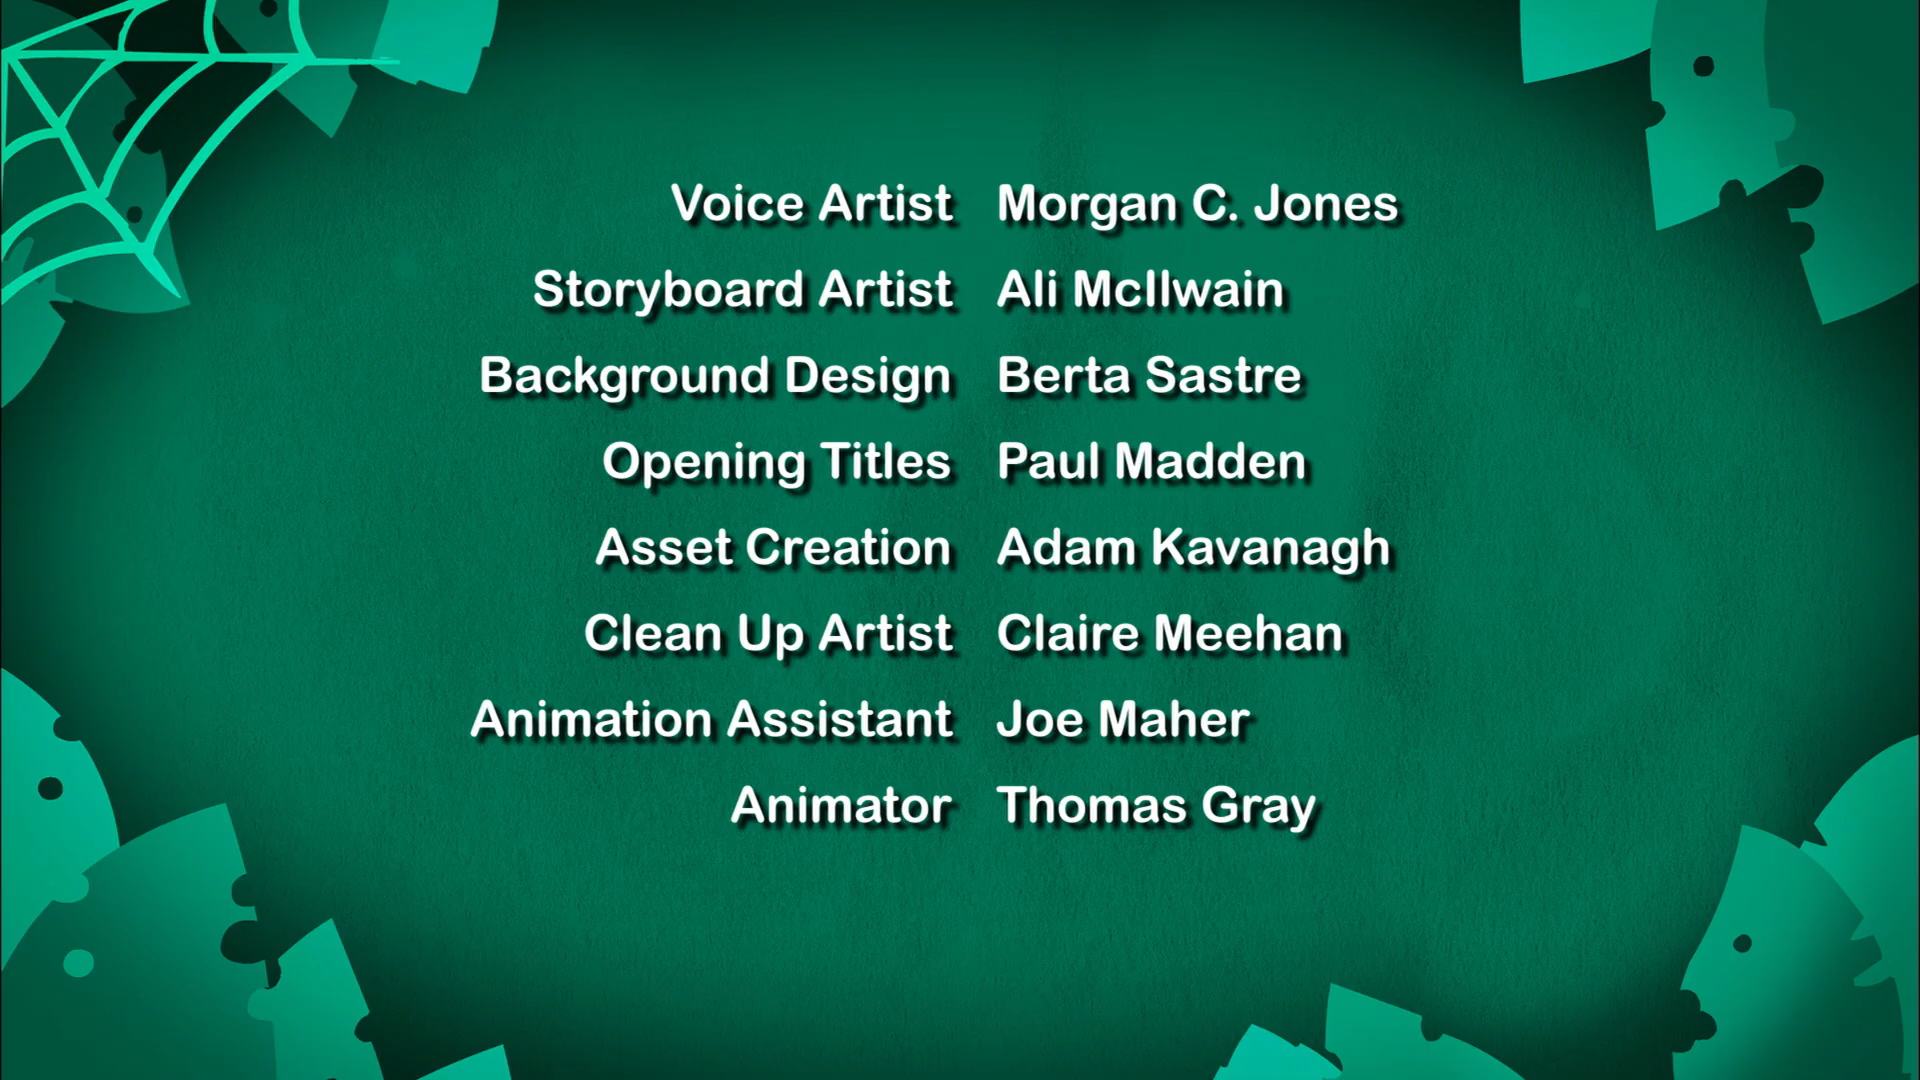 Voice Artist Morgan C. Jones
Storyboard Artist Ali McIlwain
Background Design Berta Sastre
Opening Titles Paul Madden
Asset Creation Adam Kavanagh
Clean Up Artist Claire Meehan
Animation Assistant Joe Maher
Animator Thomas Gray